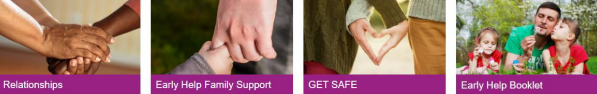 Relationships
Early Help Family Support
GET SAFE
Early Help Booklet